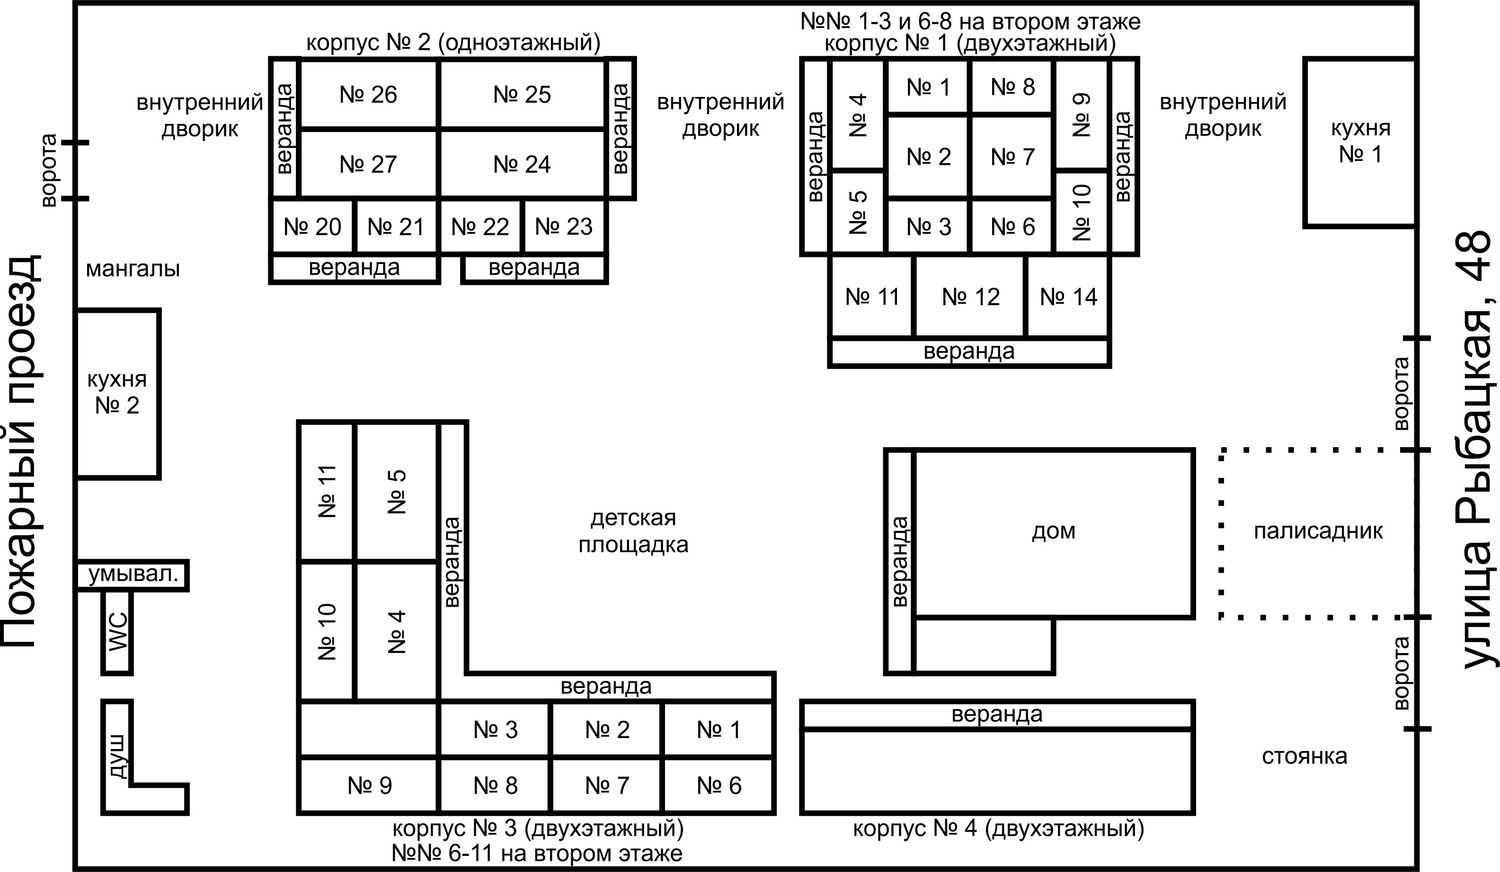 №№ 1-3 и 6-8 на втором этаже
корпус № 2 (одноэтажный)
корпус № 1 (двухэтажный)
внутренний
дворик
веранда
№ 26
№ 25
веранда
№ 27
№ 24
№ 20
№ 21
№ 22
№ 23
веранда
веранда
внутренний
дворик
веранда
№ 4
№ 1
№ 8
№ 9
веранда
№ 2
№ 7
№ 5
№ 3
№ 6
№ 10
№ 11
№ 12
№ 14
веранда
внутренний
дворик
кухня
№ 1
ворота
мангалы
Пожарный проезд
кухня
№ 2
улица Рыбацкая, 48
ворота
№ 11
№ 5
веранда
№ 10
№ 4
детская
площадка
веранда
дом
палисадник
умывал.
WC
душ
ворота
веранда
№ 3
№ 2
№ 1
№ 9
№ 8
№ 7
№ 6
веранда
стоянка
корпус № 3 (двухэтажный)
№№ 6-11 на втором этаже
корпус № 4 (двухэтажный)